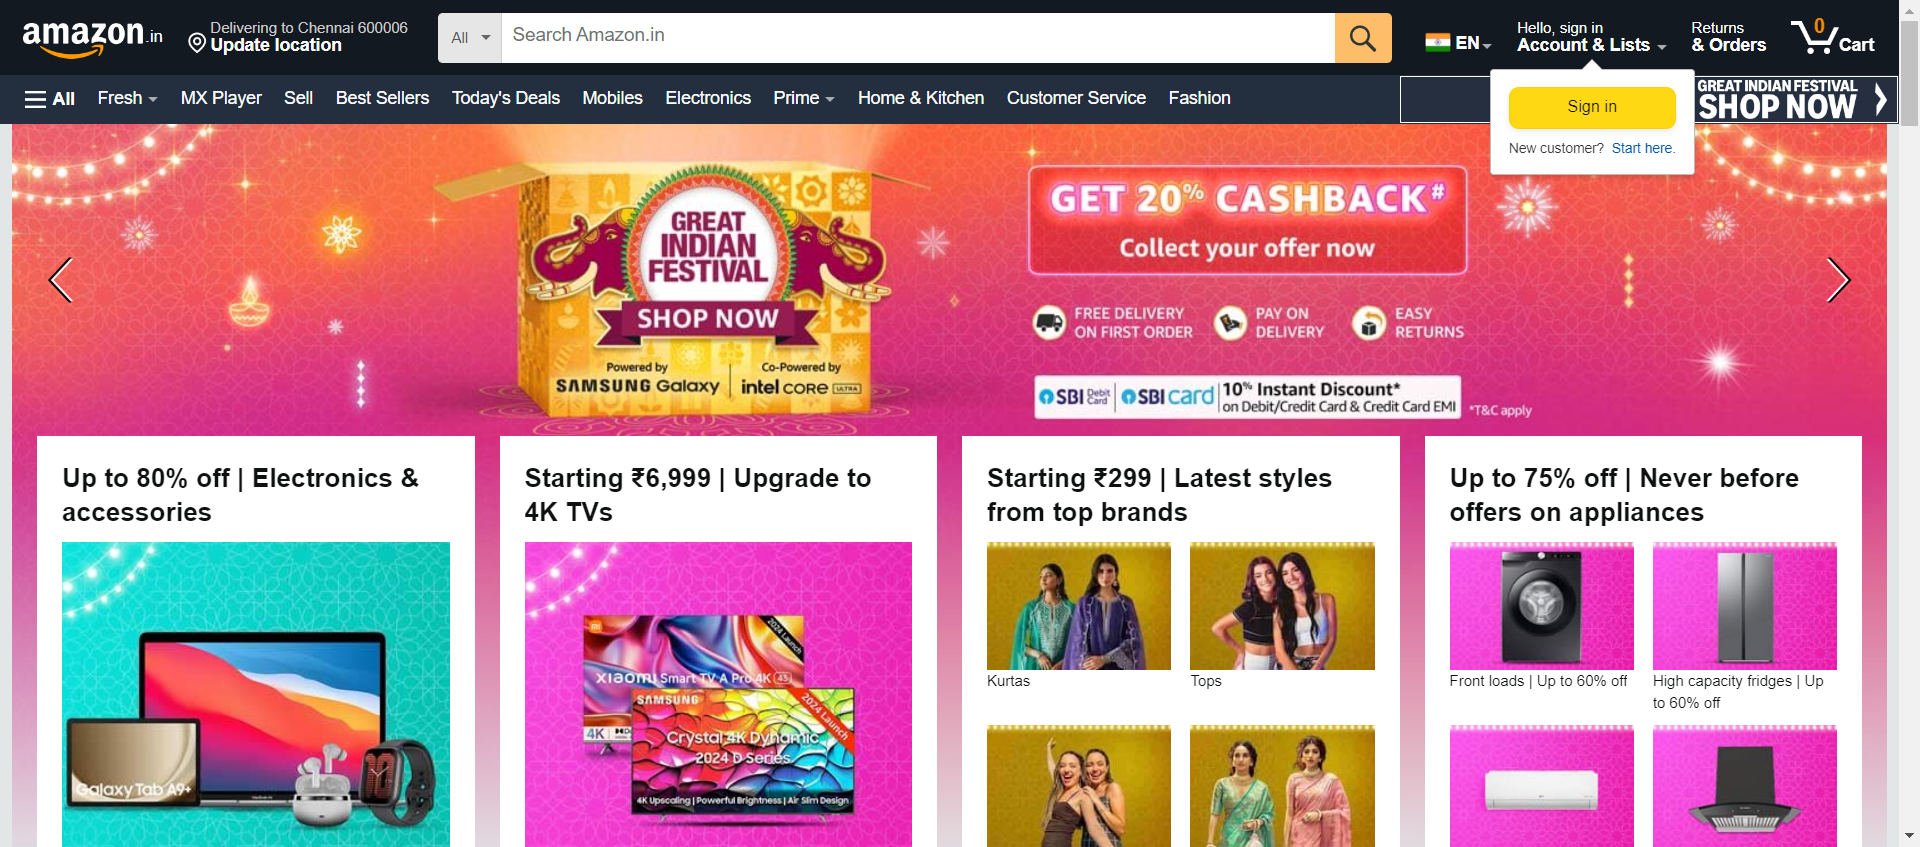 amazon.in
Delivering to Chennai 600006
Update location
All
Search Amazon.in
EN
Hello, sign in
Account & Lists
Returns
& Orders
0
Cart
All
Fresh
MX Player
Sell
Best Sellers
Today's Deals
Mobiles
Electronics
Prime
Home & Kitchen
Customer Service
Fashion
GREAT INDIAN FESTIVAL
SHOP NOW
Sign in
New customer? Start here.
GREAT
INDIAN
FESTIVAL
SHOP NOW
Powered by
SAMSUNG Galaxy
Co-Powered by
intel CORE ULTRA
GET 20% CASHBACK#
Collect your offer now
FREE DELIVERY
ON FIRST ORDER
PAY ON
DELIVERY
EASY
RETURNS
SBI Debit Card
SBI card
10% Instant Discount*
on Debit/Credit Card & Credit Card EMI
*T&C apply
Up to 80% off | Electronics &
accessories
Galaxy Tab A9+
Starting ₹6,999 | Upgrade to
4K TVs
mi
2024 Launch
xiaomi Smart TV A Pro 4K 43
4K
SAMSUNG
2024 Launch
Crystal 4K Dynamic
2024 D Series
4K Upscaling | Powerful Brightness | Air Slim Design
Starting ₹299 | Latest styles
from top brands
Kurtas
Tops
Up to 75% off | Never before
offers on appliances
Front loads | Up to 60% off
High capacity fridges | Up
to 60% off